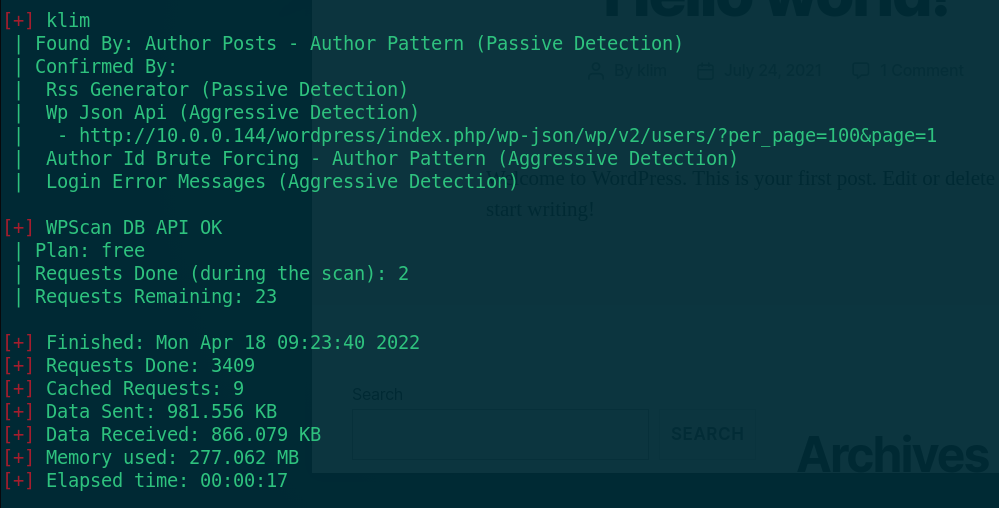 [+] klim
| Found By: Author Posts - Author Pattern (Passive Detection)
| Confirmed By:
|  Rss Generator (Passive Detection)
|  Wp Json Api (Aggressive Detection)
|   - http://10.0.0.144/wordpress/index.php/wp-json/wp/v2/users/?per_page=100&page=1
|  Author Id Brute Forcing - Author Pattern (Aggressive Detection)
|  Login Error Messages (Aggressive Detection)
[+] WPScan DB API OK
| Plan: free
| Requests Done (during the scan): 2
| Requests Remaining: 23
[+] Finished: Mon Apr 18 09:23:40 2022
[+] Requests Done: 3409
[+] Cached Requests: 9
[+] Data Sent: 981.556 KB
[+] Data Received: 866.079 KB
[+] Memory used: 277.062 MB
[+] Elapsed time: 00:00:17
Hello world!
By klim July 24, 2021 1 Comment
to WordPress. This is your first post. Edit or delete
start writing!
Search
SEARCH
Archives